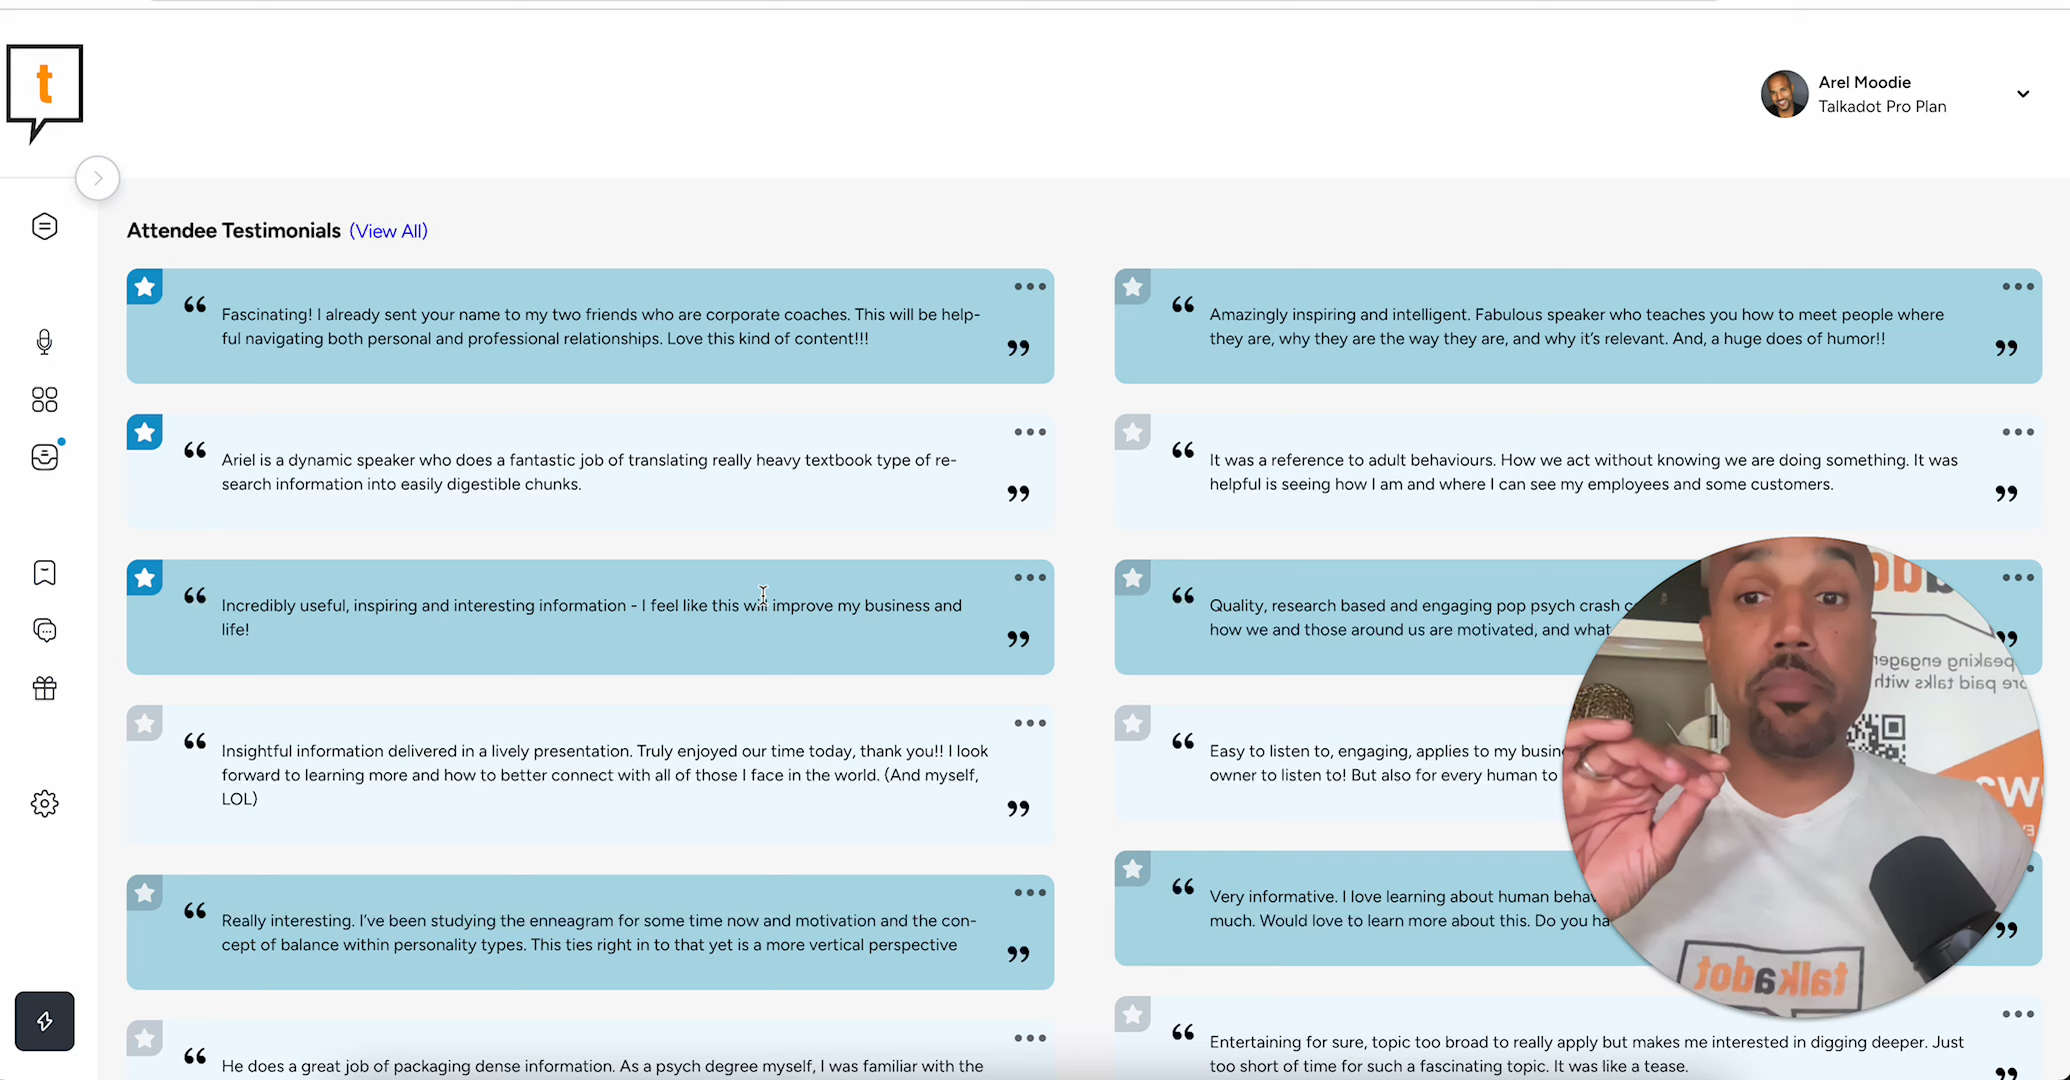 t
Arel Moodie
Talkadot Pro Plan
Attendee Testimonials (View All)
“ Fascinating! I already sent your name to my two friends who are corporate coaches. This will be help-
ful navigating both personal and professional relationships. Love this kind of content!!! ”
“ Amazingly inspiring and intelligent. Fabulous speaker who teaches you how to meet people where
they are, why they are the way they are, and why it’s relevant. And, a huge does of humor!! ”
“ Ariel is a dynamic speaker who does a fantastic job of translating really heavy textbook type of re-
search information into easily digestible chunks. ”
“ It was a reference to adult behaviours. How we act without knowing we are doing something. It was
helpful is seeing how I am and where I can see my employees and some customers. ”
“ Incredibly useful, inspiring and interesting information - I feel like this will improve my business and
life! ”
“ Quality, research based and engaging pop psych crash
how we and those around us are motivated, and what ”
“ Insightful information delivered in a lively presentation. Truly enjoyed our time today, thank you!! I look
forward to learning more and how to better connect with all of those I face in the world. (And myself,
LOL) ”
“ Easy to listen to, engaging, applies to my
owner to listen to! But also for every human to
“ Really interesting. I’ve been studying the enneagram for some time now and motivation and the con-
cept of balance within personality types. This ties right in to that yet is a more vertical perspective ”
“ Very informative. I love learning about human
much. Would love to learn more about this. Do you ”
“ He does a great job of packaging dense information. As a psych degree myself, I was familiar with the
“ Entertaining for sure, topic too broad to really apply but makes me interested in digging deeper. Just
too short of time for such a fascinating topic. It was like a tease. ”
paid talks with
talkadot